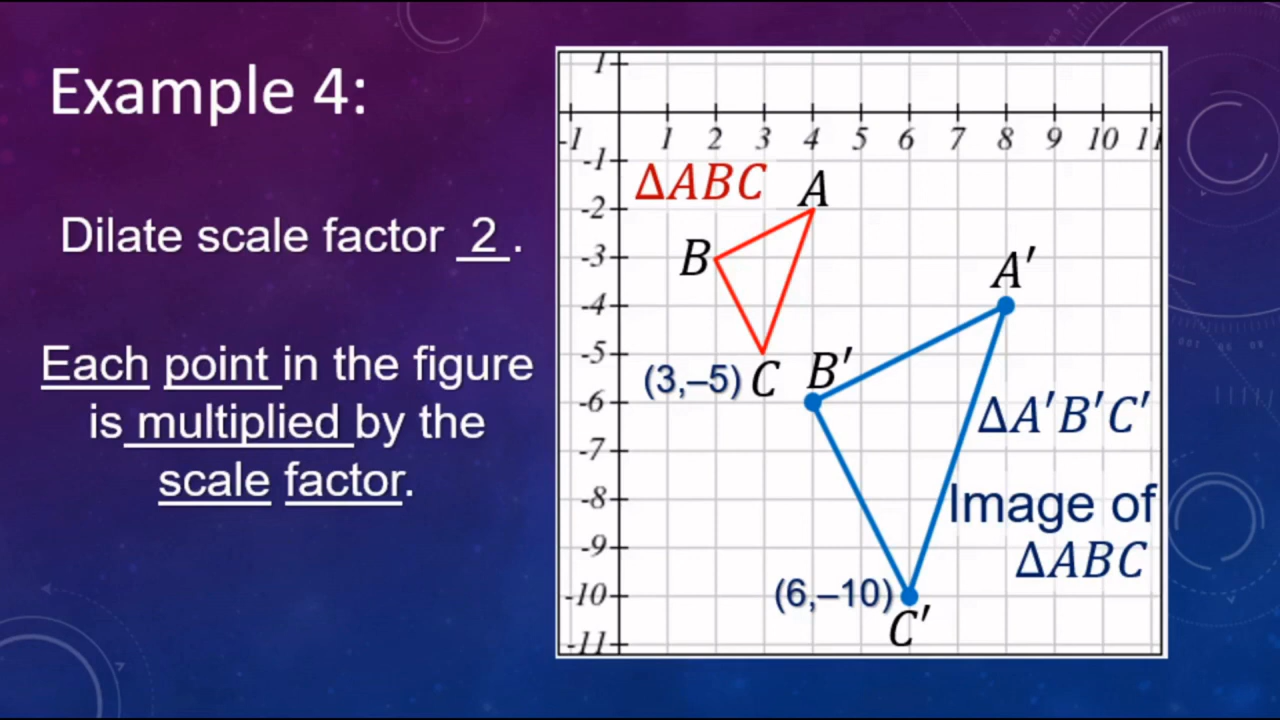 Example 4:
Dilate scale factor 2 .
Each point in the figure
is multiplied by the
scale factor.
1
-1 1 2 3 4 5 6 7 8 9 10 11
-1
ΔABC A
-2
B -3
A′
-4
-5
(3,–5) C B′
-6
ΔA′B′C′
-7
-8 Image of
-9 ΔABC
-10 (6,–10)
C′
-11